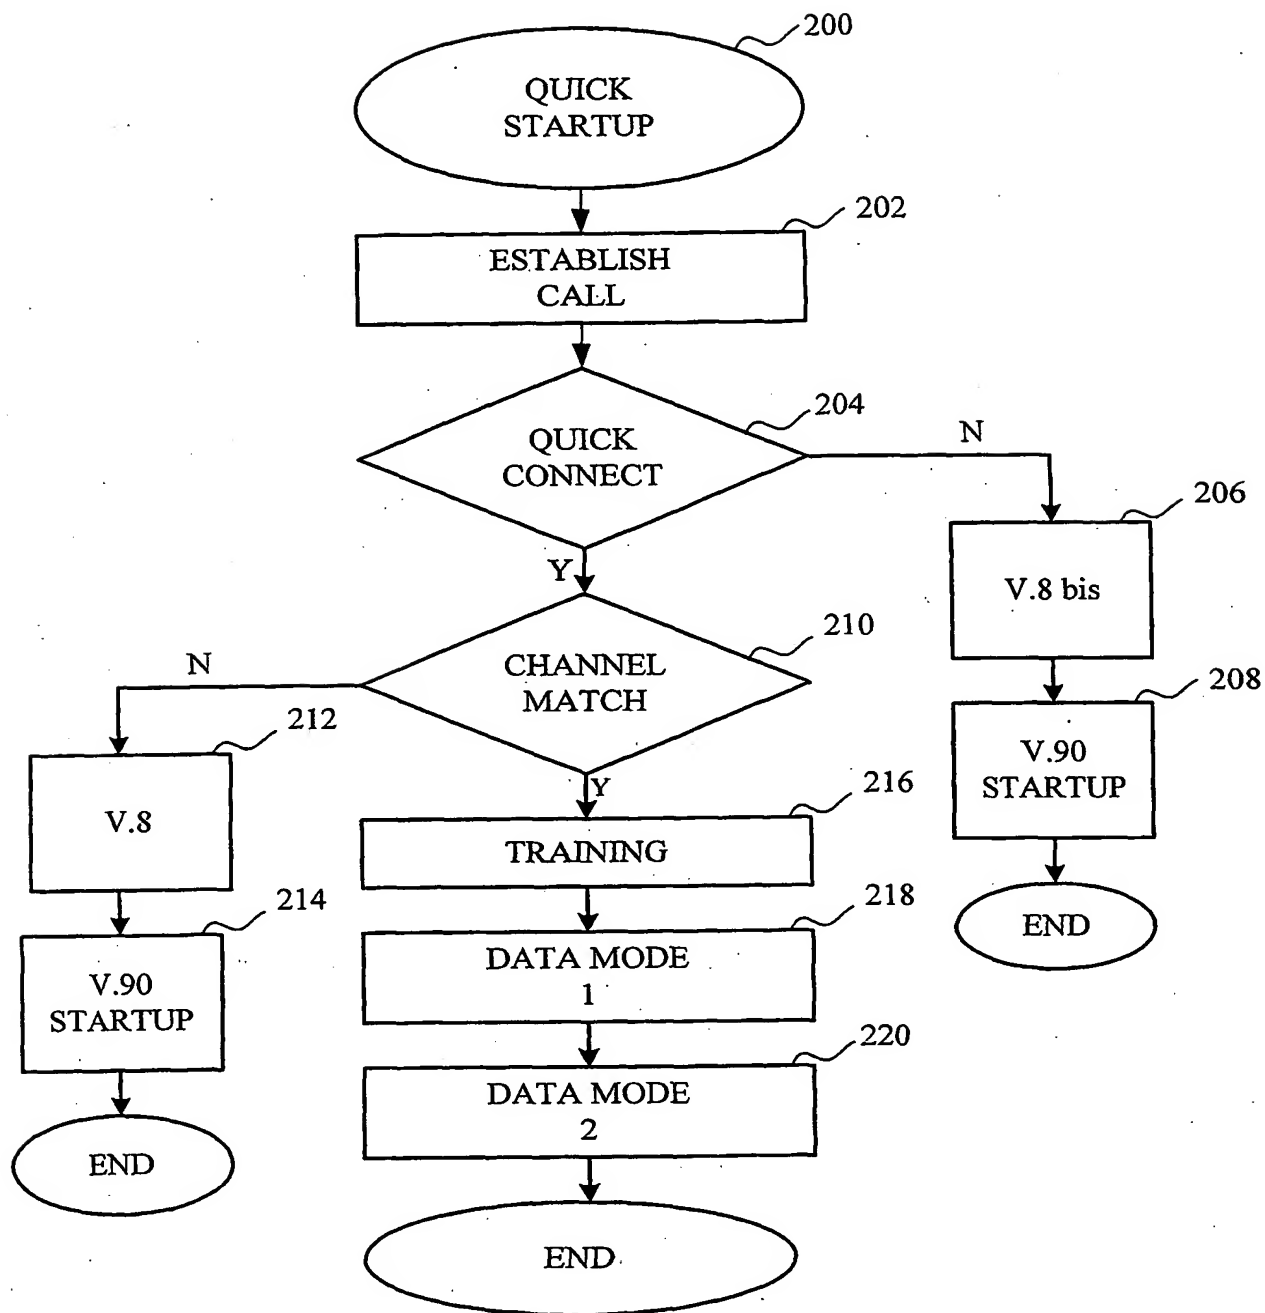 200
QUICK
STARTUP
202
ESTABLISH
CALL
204
QUICK
CONNECT
N
206
V.8 bis
Y
210
CHANNEL
MATCH
N
208
V.90
STARTUP
212
V.8
Y
216
TRAINING
END
214
V.90
STARTUP
218
DATA MODE
1
220
DATA MODE
2
END
END